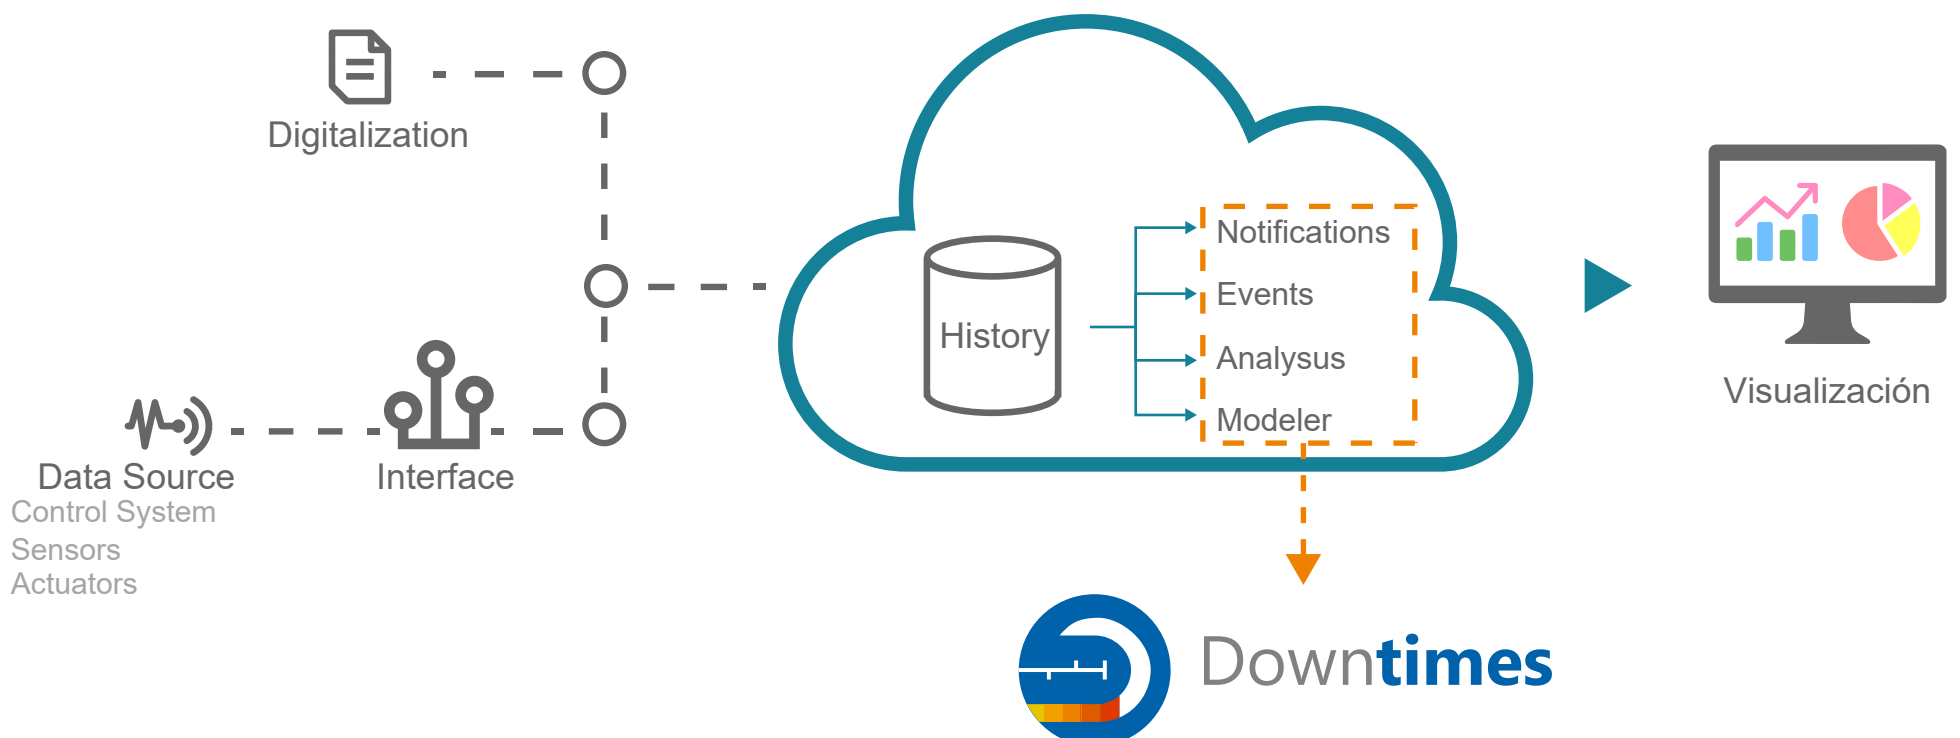 Digitalization
Data Source
Control System
Sensors
Actuators
Interface
History
Notifications
Events
Analysus
Modeler
Visualización
Downtimes